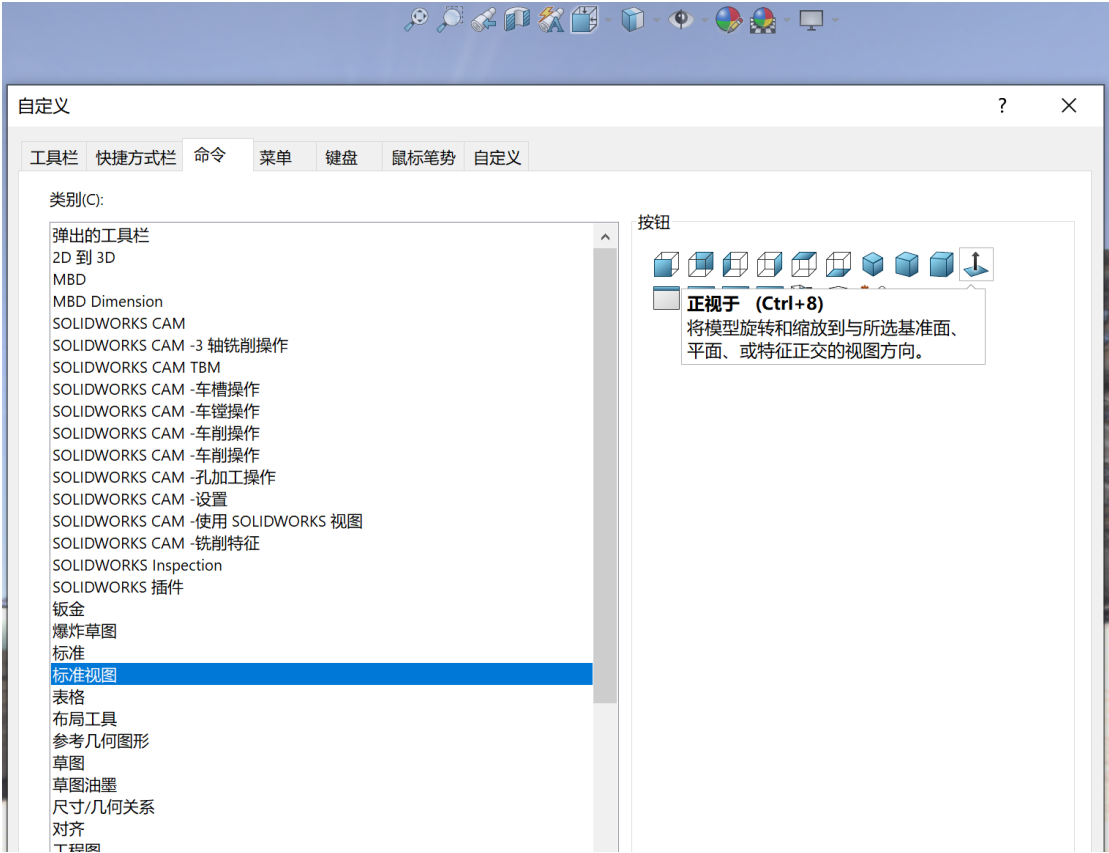 自定义
?
工具栏
快捷方式栏
命令
菜单
键盘
鼠标笔势
自定义
类别(C):
弹出的工具栏
2D 到 3D
MBD
MBD Dimension
SOLIDWORKS CAM
SOLIDWORKS CAM -3 轴铣削操作
SOLIDWORKS CAM TBM
SOLIDWORKS CAM -车槽操作
SOLIDWORKS CAM -车镗操作
SOLIDWORKS CAM -车削操作
SOLIDWORKS CAM -车削操作
SOLIDWORKS CAM -孔加工操作
SOLIDWORKS CAM -设置
SOLIDWORKS CAM -使用 SOLIDWORKS 视图
SOLIDWORKS CAM -铣削特征
SOLIDWORKS Inspection
SOLIDWORKS 插件
钣金
爆炸草图
标准
标准视图
表格
布局工具
参考几何图形
草图
草图油墨
尺寸/几何关系
对齐
工程图
按钮
正视于 (Ctrl+8)
将模型旋转和缩放到与所选基准面、
平面、或特征正交的视图方向。